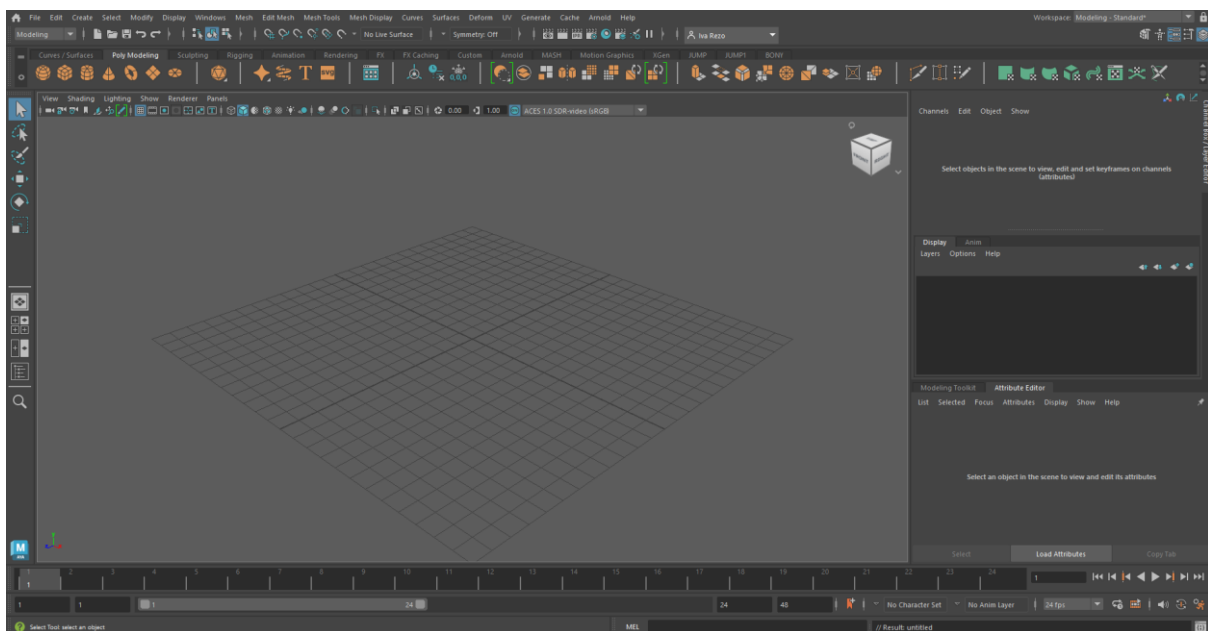 File Edit Create Select Modify Display Windows Mesh Edit Mesh Mesh Tools Mesh Display Curves Surfaces Deform UV Generate Cache Arnold Help Workspace: Modeling - Standard*
Modeling No Live Surface Symmetry: Off Iva Rezo
Curves / Surfaces Poly Modeling Sculpting Rigging Animation Rendering FX FX Caching Custom Arnold MASH Motion Graphics XGen JUMP JUMP1 BONY
View Shading Lighting Show Renderer Panels
0.00 1.00 ACES 1.0 SDR-video (sRGB)
Channels Edit Object Show
Channel Box / Layer Editor
FRONT RIGHT
Select objects in the scene to view, edit and set keyframes on channels
(attributes)
Display Anim
Layers Options Help
Modeling Toolkit Attribute Editor
List Selected Focus Attributes Display Show Help
Select an object in the scene to view and edit its attributes
M
Select Load Attributes Copy Tab
1 2 3 4 5 6 7 8 9 10 11 12 13 14 15 16 17 18 19 20 21 22 23 24
1 1
1 1 1 24 24 48 No Character Set No Anim Layer 24 fps
Select Tool: select an object MEL // Result: untitled